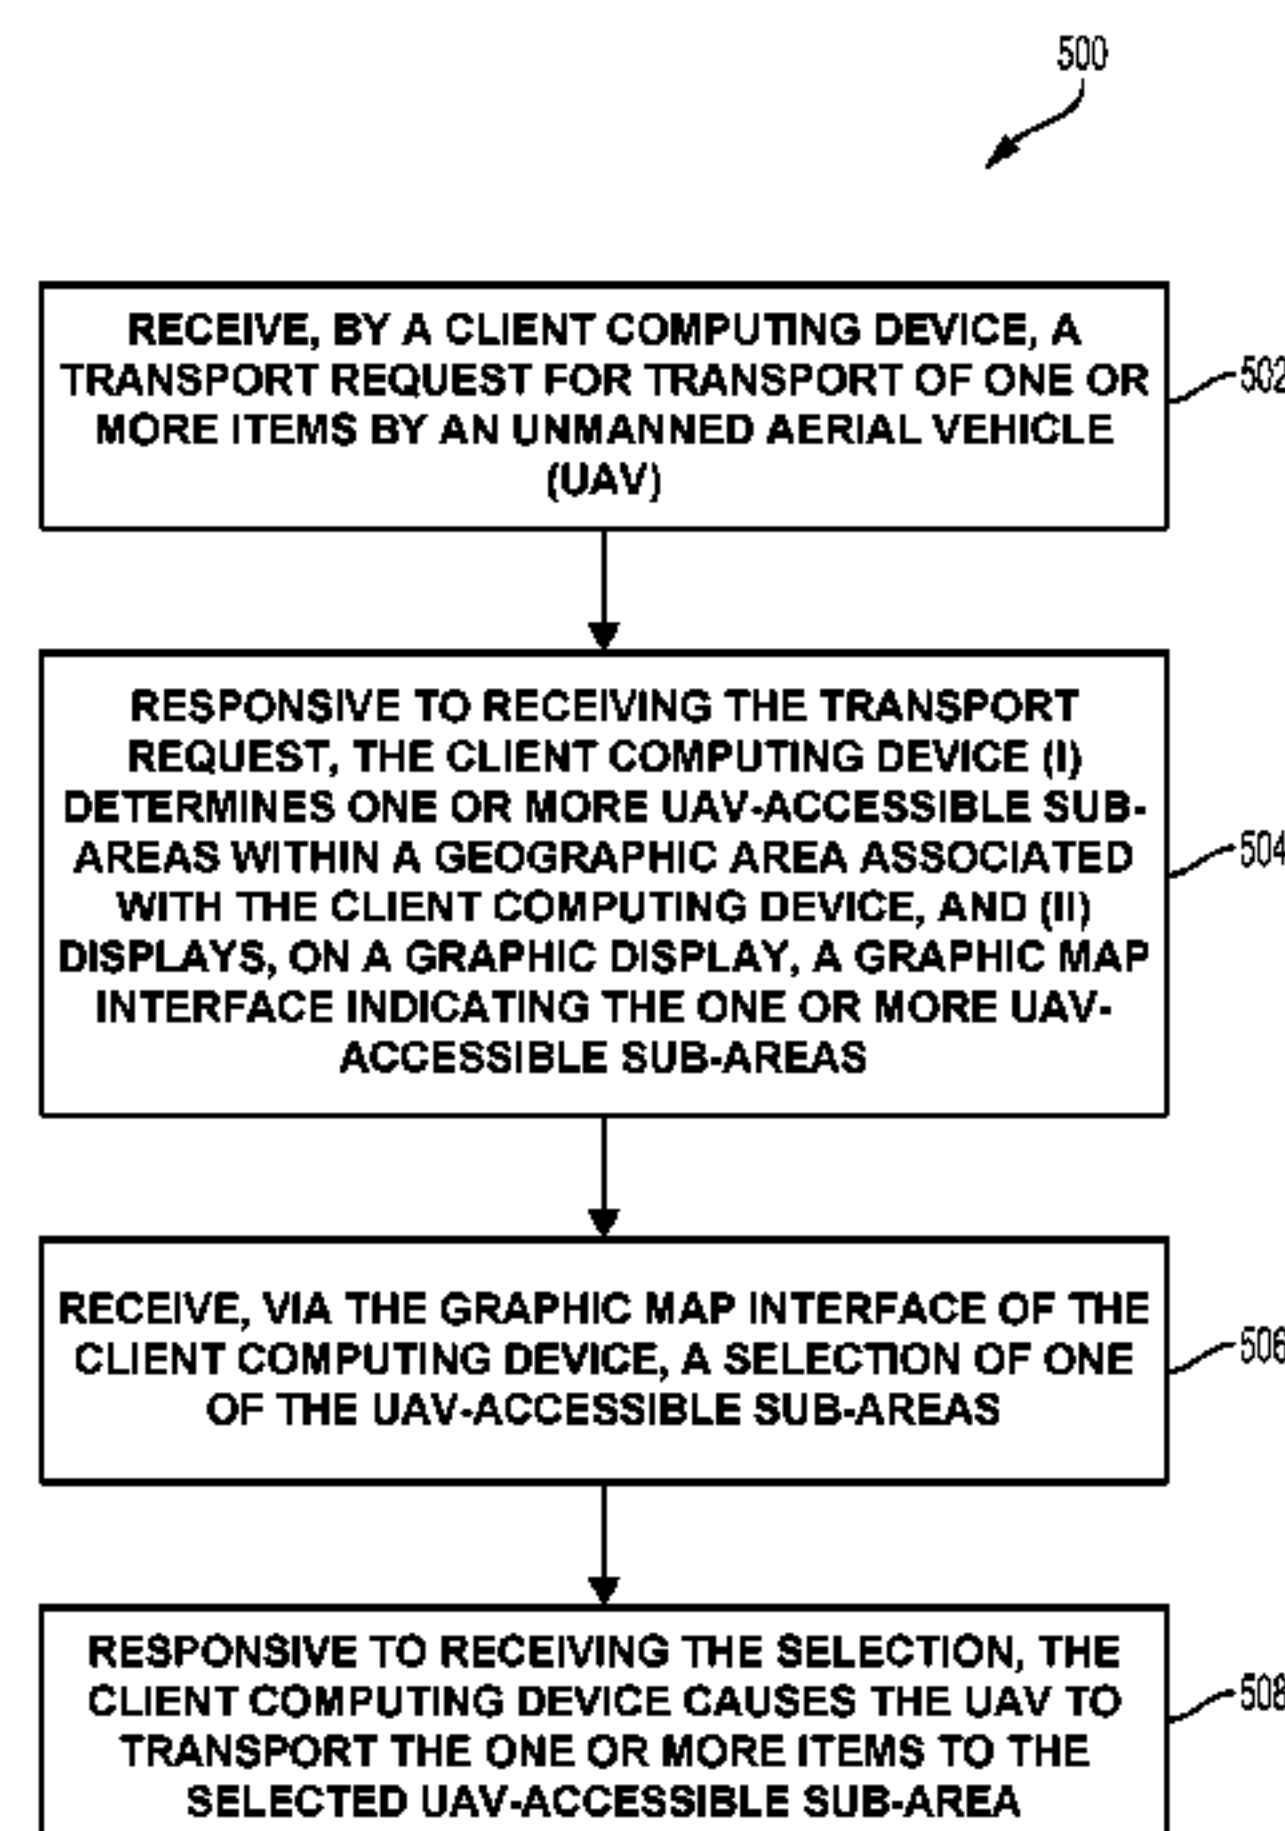 500
RECEIVE, BY A CLIENT COMPUTING DEVICE, A
TRANSPORT REQUEST FOR TRANSPORT OF ONE OR
MORE ITEMS BY AN UNMANNED AERIAL VEHICLE
(UAV)
502
RESPONSIVE TO RECEIVING THE TRANSPORT
REQUEST, THE CLIENT COMPUTING DEVICE (I)
DETERMINES ONE OR MORE UAV-ACCESSIBLE SUB-
AREAS WITHIN A GEOGRAPHIC AREA ASSOCIATED
WITH THE CLIENT COMPUTING DEVICE, AND (II)
DISPLAYS, ON A GRAPHIC DISPLAY, A GRAPHIC MAP
INTERFACE INDICATING THE ONE OR MORE UAV-
ACCESSIBLE SUB-AREAS
504
RECEIVE, VIA THE GRAPHIC MAP INTERFACE OF THE
CLIENT COMPUTING DEVICE, A SELECTION OF ONE
OF THE UAV-ACCESSIBLE SUB-AREAS
506
RESPONSIVE TO RECEIVING THE SELECTION, THE
CLIENT COMPUTING DEVICE CAUSES THE UAV TO
TRANSPORT THE ONE OR MORE ITEMS TO THE
SELECTED UAV-ACCESSIBLE SUB-AREA
508